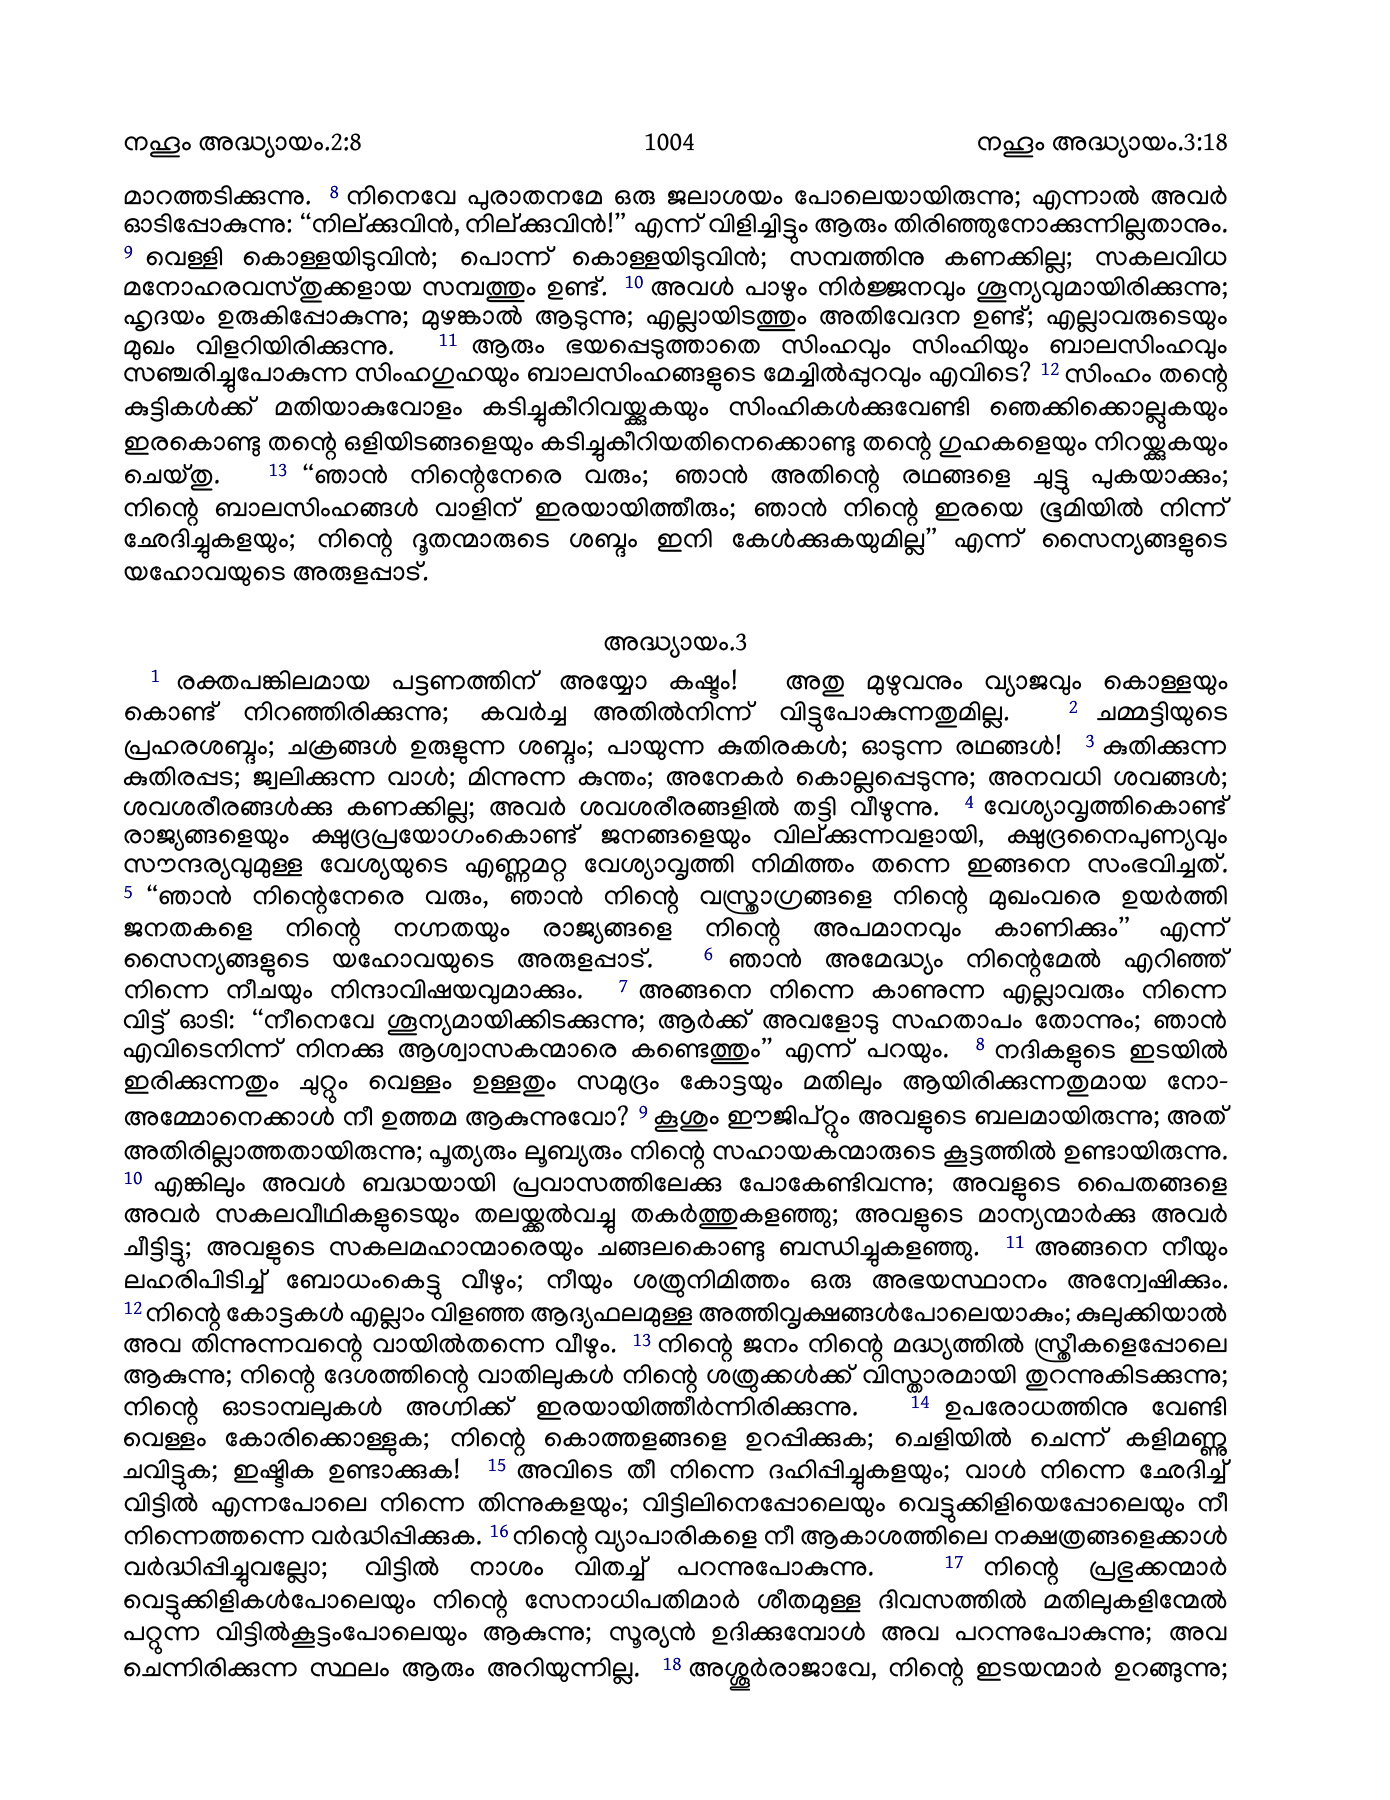 നഹൂം അദ്ധ്യായം.2:8 1004 നഹൂം അദ്ധ്യായം.3:18
മാറത്തടിക്കുന്നു. 8 നിനെവേ പുരാതനമേ ഒരു ജലാശയം പോലെയായിരുന്നു; എന്നാൽ അവർ
ഓടിപ്പോകുന്നു: “നില്ക്കുവിൻ, നില്ക്കുവിൻ!” എന്ന് വിളിച്ചിട്ടും ആരും തിരിഞ്ഞുനോക്കുന്നില്ലതാനും.
9 വെള്ളി കൊള്ളയിടുവിൻ; പൊന്ന് കൊള്ളയിടുവിൻ; സമ്പത്തിനു കണക്കില്ല; സകലവിധ
മനോഹരവസ്തുക്കളായ സമ്പത്തും ഉണ്ട്. 10 അവൾ പാഴും നിർജ്ജനവും ശൂന്യവുമായിരിക്കുന്നു;
ഹൃദയം ഉരുകിപ്പോകുന്നു; മുഴങ്കാൽ ആടുന്നു; എല്ലായിടത്തും അതിവേദന ഉണ്ട്; എല്ലാവരുടെയും
മുഖം വിളറിയിരിക്കുന്നു. 11 ആരും ഭയപ്പെടുത്താതെ സിംഹവും സിംഹിയും ബാലസിംഹവും
സഞ്ചരിച്ചുപോകുന്ന സിംഹഗുഹയും ബാലസിംഹങ്ങളുടെ മേച്ചിൽപ്പുറവും എവിടെ? 12 സിംഹം തന്റെ
കുട്ടികൾക്ക് മതിയാകുവോളം കടിച്ചുകീറിവയ്ക്കുകയും സിംഹികൾക്കുവേണ്ടി ഞെക്കിക്കൊല്ലുകയും
ഇരകൊണ്ടു തന്റെ ഒളിയിടങ്ങളെയും കടിച്ചുകീറിയതിനെക്കൊണ്ടു തന്റെ ഗുഹകളെയും നിറയ്ക്കുകയും
ചെയ്തു. 13 “ഞാൻ നിന്റെനേരെ വരും; ഞാൻ അതിന്റെ രഥങ്ങളെ ചുട്ടു പുകയാക്കും;
നിന്റെ ബാലസിംഹങ്ങൾ വാളിന് ഇരയായിത്തീരും; ഞാൻ നിന്റെ ഇരയെ ഭൂമിയിൽ നിന്ന്
ഛേദിച്ചുകളയും; നിന്റെ ദൂതന്മാരുടെ ശബ്ദം ഇനി കേൾക്കുകയുമില്ല” എന്ന് സൈന്യങ്ങളുടെ
യഹോവയുടെ അരുളപ്പാട്.
അദ്ധ്യായം.3
1 രക്തപങ്കിലമായ പട്ടണത്തിന് അയ്യോ കഷ്ടം! അതു മുഴുവനും വ്യാജവും കൊള്ളയും
കൊണ്ട് നിറഞ്ഞിരിക്കുന്നു; കവർച്ച അതിൽനിന്ന് വിട്ടുപോകുന്നതുമില്ല. 2 ചമ്മട്ടിയുടെ
പ്രഹരശബ്ദം; ചക്രങ്ങൾ ഉരുളുന്ന ശബ്ദം; പായുന്ന കുതിരകൾ; ഓടുന്ന രഥങ്ങൾ! 3 കുതിക്കുന്ന
കുതിരപ്പട; ജ്വലിക്കുന്ന വാൾ; മിന്നുന്ന കുന്തം; അനേകർ കൊല്ലപ്പെടുന്നു; അനവധി ശവങ്ങൾ;
ശവശരീരങ്ങൾക്കു കണക്കില്ല; അവർ ശവശരീരങ്ങളിൽ തട്ടി വീഴുന്നു. 4 വേശ്യാവൃത്തികൊണ്ട്
രാജ്യങ്ങളെയും ക്ഷുദ്രപ്രയോഗംകൊണ്ട് ജനങ്ങളെയും വില്ക്കുന്നവളായി, ക്ഷുദ്രനൈപുണ്യവും
സൗന്ദര്യവുമുള്ള വേശ്യയുടെ എണ്ണമറ്റ വേശ്യാവൃത്തി നിമിത്തം തന്നെ ഇങ്ങനെ സംഭവിച്ചത്.
5 “ഞാൻ നിന്റെനേരെ വരും, ഞാൻ നിന്റെ വസ്ത്രാഗ്രങ്ങളെ നിന്റെ മുഖംവരെ ഉയർത്തി
ജനതകളെ നിന്റെ നഗ്നതയും രാജ്യങ്ങളെ നിന്റെ അപമാനവും കാണിക്കും” എന്ന്
സൈന്യങ്ങളുടെ യഹോവയുടെ അരുളപ്പാട്. 6 ഞാൻ അമേദ്ധ്യം നിന്റെമേൽ എറിഞ്ഞ്
നിന്നെ നീചയും നിന്ദാവിഷയവുമാക്കും. 7 അങ്ങനെ നിന്നെ കാണുന്ന എല്ലാവരും നിന്നെ
വിട്ട് ഓടി: “നീനെവേ ശൂന്യമായിക്കിടക്കുന്നു; ആർക്ക് അവളോടു സഹതാപം തോന്നും; ഞാൻ
എവിടെനിന്ന് നിനക്കു ആശ്വാസകന്മാരെ കണ്ടെത്തും” എന്ന് പറയും. 8 നദികളുടെ ഇടയിൽ
ഇരിക്കുന്നതും ചുറ്റും വെള്ളം ഉള്ളതും സമുദ്രം കോട്ടയും മതിലും ആയിരിക്കുന്നതുമായ നോ-
അമ്മോനെക്കാൾ നീ ഉത്തമ ആകുന്നുവോ? 9 കൂശും ഈജിപ്റ്റും അവളുടെ ബലമായിരുന്നു; അത്
അതിരില്ലാത്തതായിരുന്നു; പൂത്യരും ലൂബ്യരും നിന്റെ സഹായകന്മാരുടെ കൂട്ടത്തിൽ ഉണ്ടായിരുന്നു.
10 എങ്കിലും അവൾ ബദ്ധയായി പ്രവാസത്തിലേക്കു പോകേണ്ടിവന്നു; അവളുടെ പൈതങ്ങളെ
അവർ സകലവീഥികളുടെയും തലയ്ക്കൽവച്ചു തകർത്തുകളഞ്ഞു; അവളുടെ മാന്യന്മാർക്കു അവർ
ചീട്ടിട്ടു; അവളുടെ സകലമഹാന്മാരെയും ചങ്ങലകൊണ്ടു ബന്ധിച്ചുകളഞ്ഞു. 11 അങ്ങനെ നീയും
ലഹരിപിടിച്ച് ബോധംകെട്ടു വീഴും; നീയും ശത്രുനിമിത്തം ഒരു അഭയസ്ഥാനം അന്വേഷിക്കും.
12 നിന്റെ കോട്ടകൾ എല്ലാം വിളഞ്ഞ ആദ്യഫലമുള്ള അത്തിവൃക്ഷങ്ങൾപോലെയാകും; കുലുക്കിയാൽ
അവ തിന്നുന്നവന്റെ വായിൽതന്നെ വീഴും. 13 നിന്റെ ജനം നിന്റെ മദ്ധ്യത്തിൽ സ്ത്രീകളെപ്പോലെ
ആകുന്നു; നിന്റെ ദേശത്തിന്റെ വാതിലുകൾ നിന്റെ ശത്രുക്കൾക്ക് വിസ്താരമായി തുറന്നുകിടക്കുന്നു;
നിന്റെ ഓടാമ്പലുകൾ അഗ്നിക്ക് ഇരയായിത്തീർന്നിരിക്കുന്നു. 14 ഉപരോധത്തിനു വേണ്ടി
വെള്ളം കോരിക്കൊള്ളുക; നിന്റെ കൊത്തളങ്ങളെ ഉറപ്പിക്കുക; ചെളിയിൽ ചെന്ന് കളിമണ്ണു
ചവിട്ടുക; ഇഷ്ടിക ഉണ്ടാക്കുക! 15 അവിടെ തീ നിന്നെ ദഹിപ്പിച്ചുകളയും; വാൾ നിന്നെ ഛേദിച്ച്
വിട്ടിൽ എന്നപോലെ നിന്നെ തിന്നുകളയും; വിട്ടിലിനെപ്പോലെയും വെട്ടുക്കിളിയെപ്പോലെയും നീ
നിന്നെത്തന്നെ വർദ്ധിപ്പിക്കുക. 16 നിന്റെ വ്യാപാരികളെ നീ ആകാശത്തിലെ നക്ഷത്രങ്ങളെക്കാൾ
വർദ്ധിപ്പിച്ചുവല്ലോ; വിട്ടിൽ നാശം വിതച്ച് പറന്നുപോകുന്നു. 17 നിന്റെ പ്രഭുക്കന്മാർ
വെട്ടുക്കിളികൾപോലെയും നിന്റെ സേനാധിപതിമാർ ശീതമുള്ള ദിവസത്തിൽ മതിലുകളിന്മേൽ
പറ്റുന്ന വിട്ടിൽകൂട്ടംപോലെയും ആകുന്നു; സൂര്യൻ ഉദിക്കുമ്പോൾ അവ പറന്നുപോകുന്നു; അവ
ചെന്നിരിക്കുന്ന സ്ഥലം ആരും അറിയുന്നില്ല. 18 അശ്ശൂർരാജാവേ, നിന്റെ ഇടയന്മാർ ഉറങ്ങുന്നു;